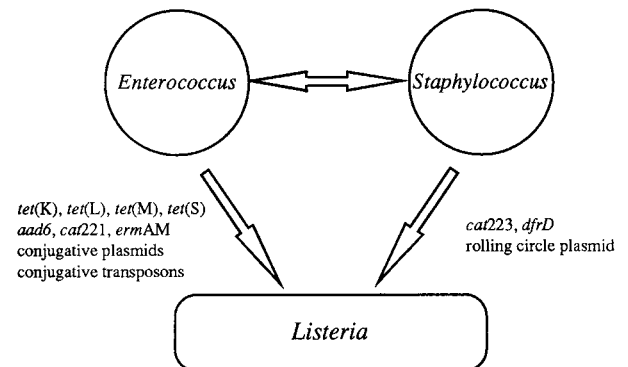 Enterococcus
Staphylococcus
tet(K), tet(L), tet(M), tet(S)
aad6, cat221, ermAM
conjugative plasmids
conjugative transposons
cat223, dfrD
rolling circle plasmid
Listeria